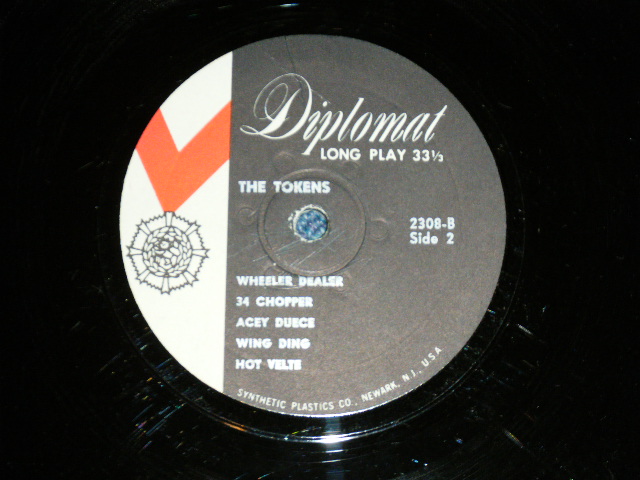 Diplomat
LONG PLAY 33⅓
THE TOKENS
2308-B
Side 2
WHEELER DEALER
34 CHOPPER
ACEY DUECE
WING DING
HOT VELTE
SYNTHETIC PLASTICS CO., NEWARK, N.J., U.S.A